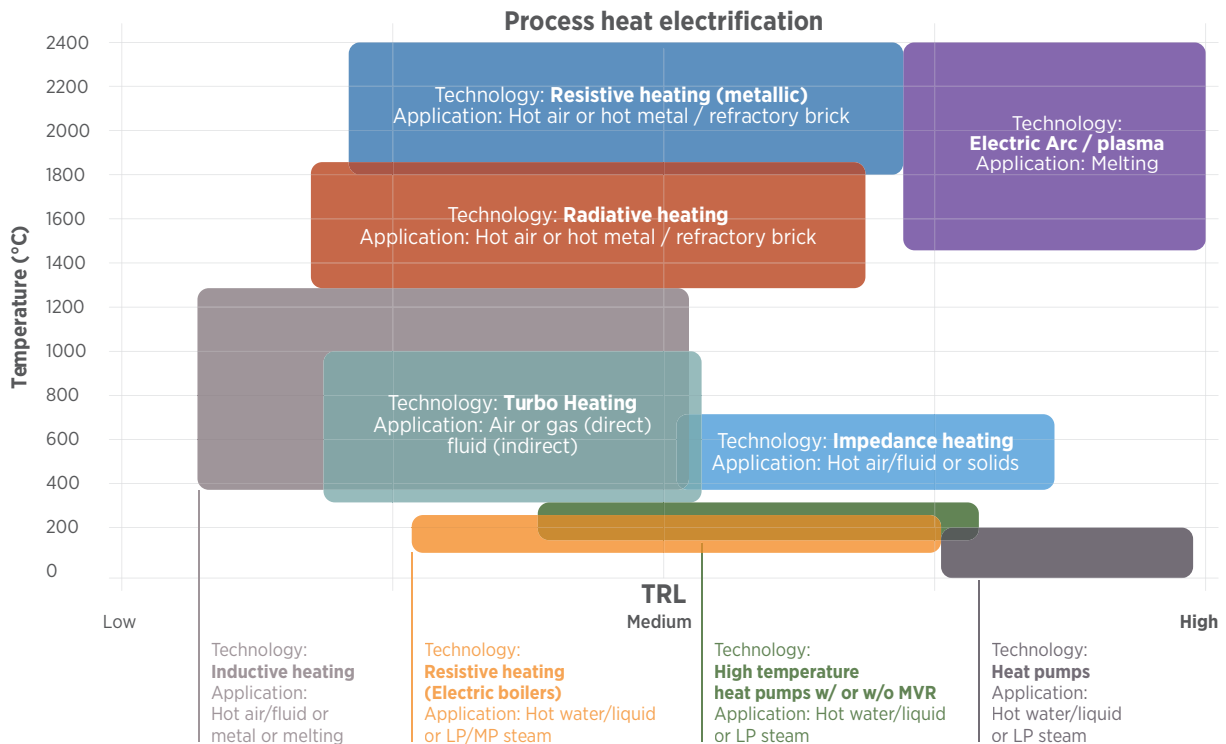 Process heat electrification
Temperature (°C)
2400
2200
2000
1800
1600
1400
1200
1000
800
600
400
200
0
Technology: Resistive heating (metallic)
Application: Hot air or hot metal / refractory brick
Technology:
Electric Arc / plasma
Application: Melting
Technology: Radiative heating
Application: Hot air or hot metal / refractory brick
Technology: Turbo Heating
Application: Air or gas (direct)
fluid (indirect)
Technology: Impedance heating
Application: Hot air/fluid or solids
TRL
Low
Medium
High
Technology:
Inductive heating
Application:
Hot air/fluid or
metal or melting
Technology:
Resistive heating
(Electric boilers)
Application: Hot water/liquid
or LP/MP steam
Technology:
High temperature
heat pumps w/ or w/o MVR
Application: Hot water/liquid
or LP steam
Technology:
Heat pumps
Application:
Hot water/liquid
or LP steam